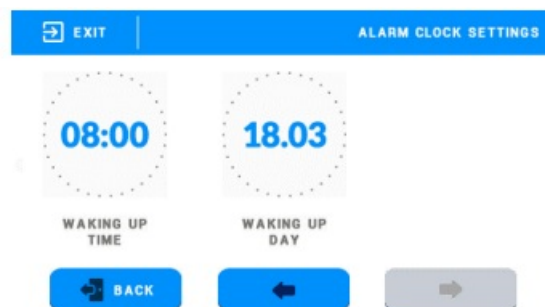 EXIT
ALARM CLOCK SETTINGS
08:00
18.03
WAKING UP
TIME
WAKING UP
DAY
BACK